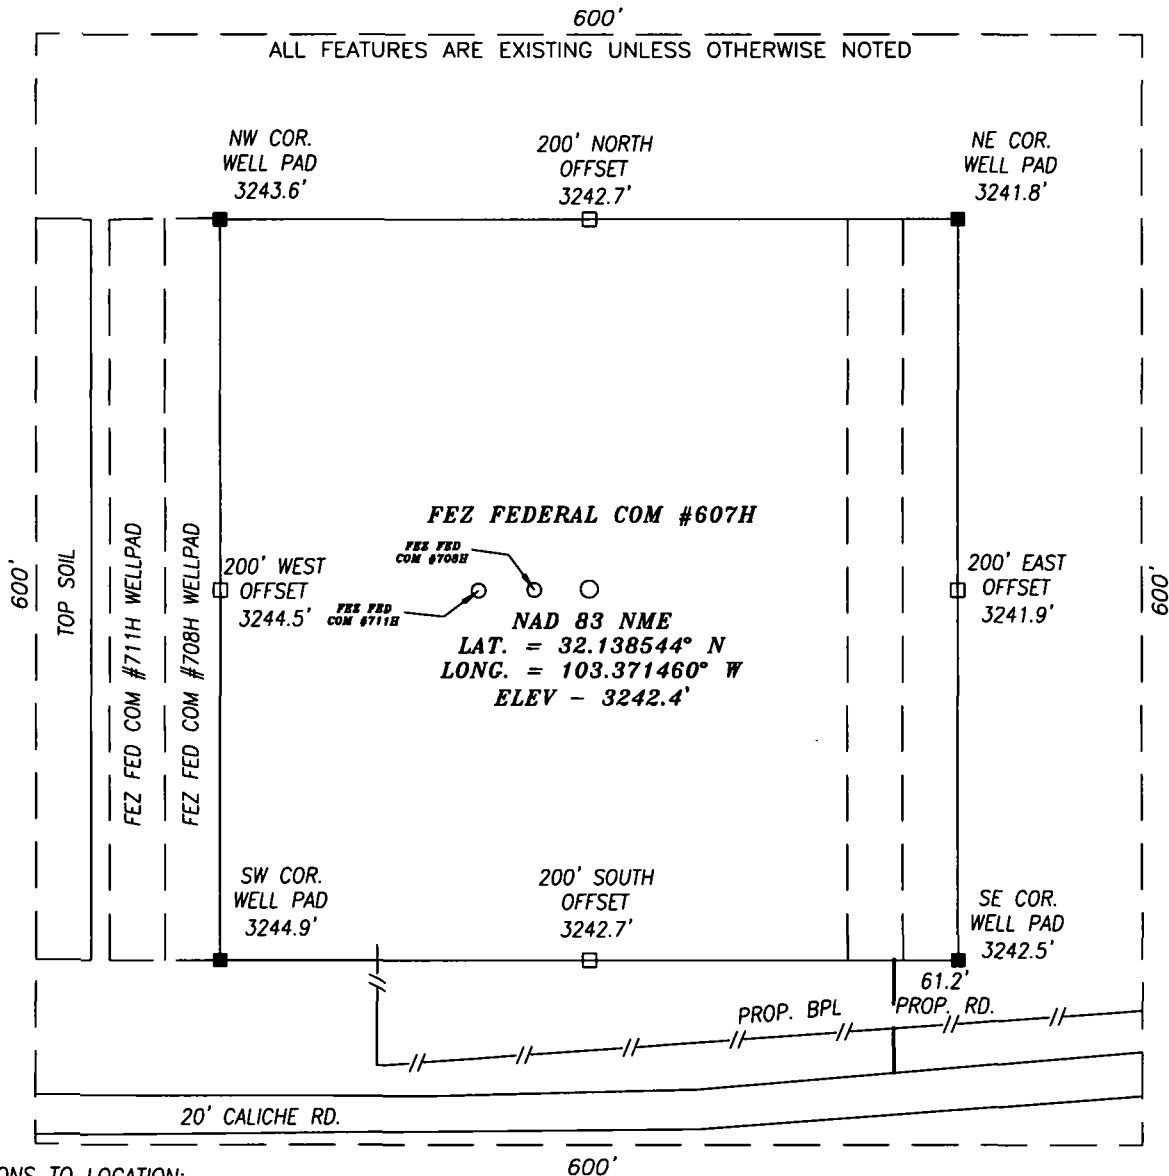 600'
ALL FEATURES ARE EXISTING UNLESS OTHERWISE NOTED
NW COR.
WELL PAD
3243.6'
200' NORTH
OFFSET
3242.7'
NE COR.
WELL PAD
3241.8'
600'
TOP SOIL
FEZ FED COM #711H WELLPAD
FEZ FED COM #708H WELLPAD
200' WEST
OFFSET
3244.5'
FEZ FEDERAL COM #607H
FEZ FED
COM #708H
FEZ FED
COM #711H
NAD 83 NME
LAT. = 32.138544° N
LONG. = 103.371460° W
ELEV - 3242.4'
200' EAST
OFFSET
3241.9'
600'
SW COR.
WELL PAD
3244.9'
200' SOUTH
OFFSET
3242.7'
SE COR.
WELL PAD
3242.5'
61.2'
PROP. BPL
PROP. RD.
20' CALICHE RD.
600'